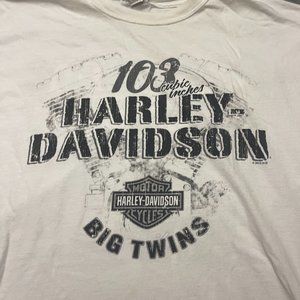 103
cubic inches
HARLEY-
DAVIDSON
MOTOR
HARLEY-DAVIDSON
CYCLES
BIG TWINS